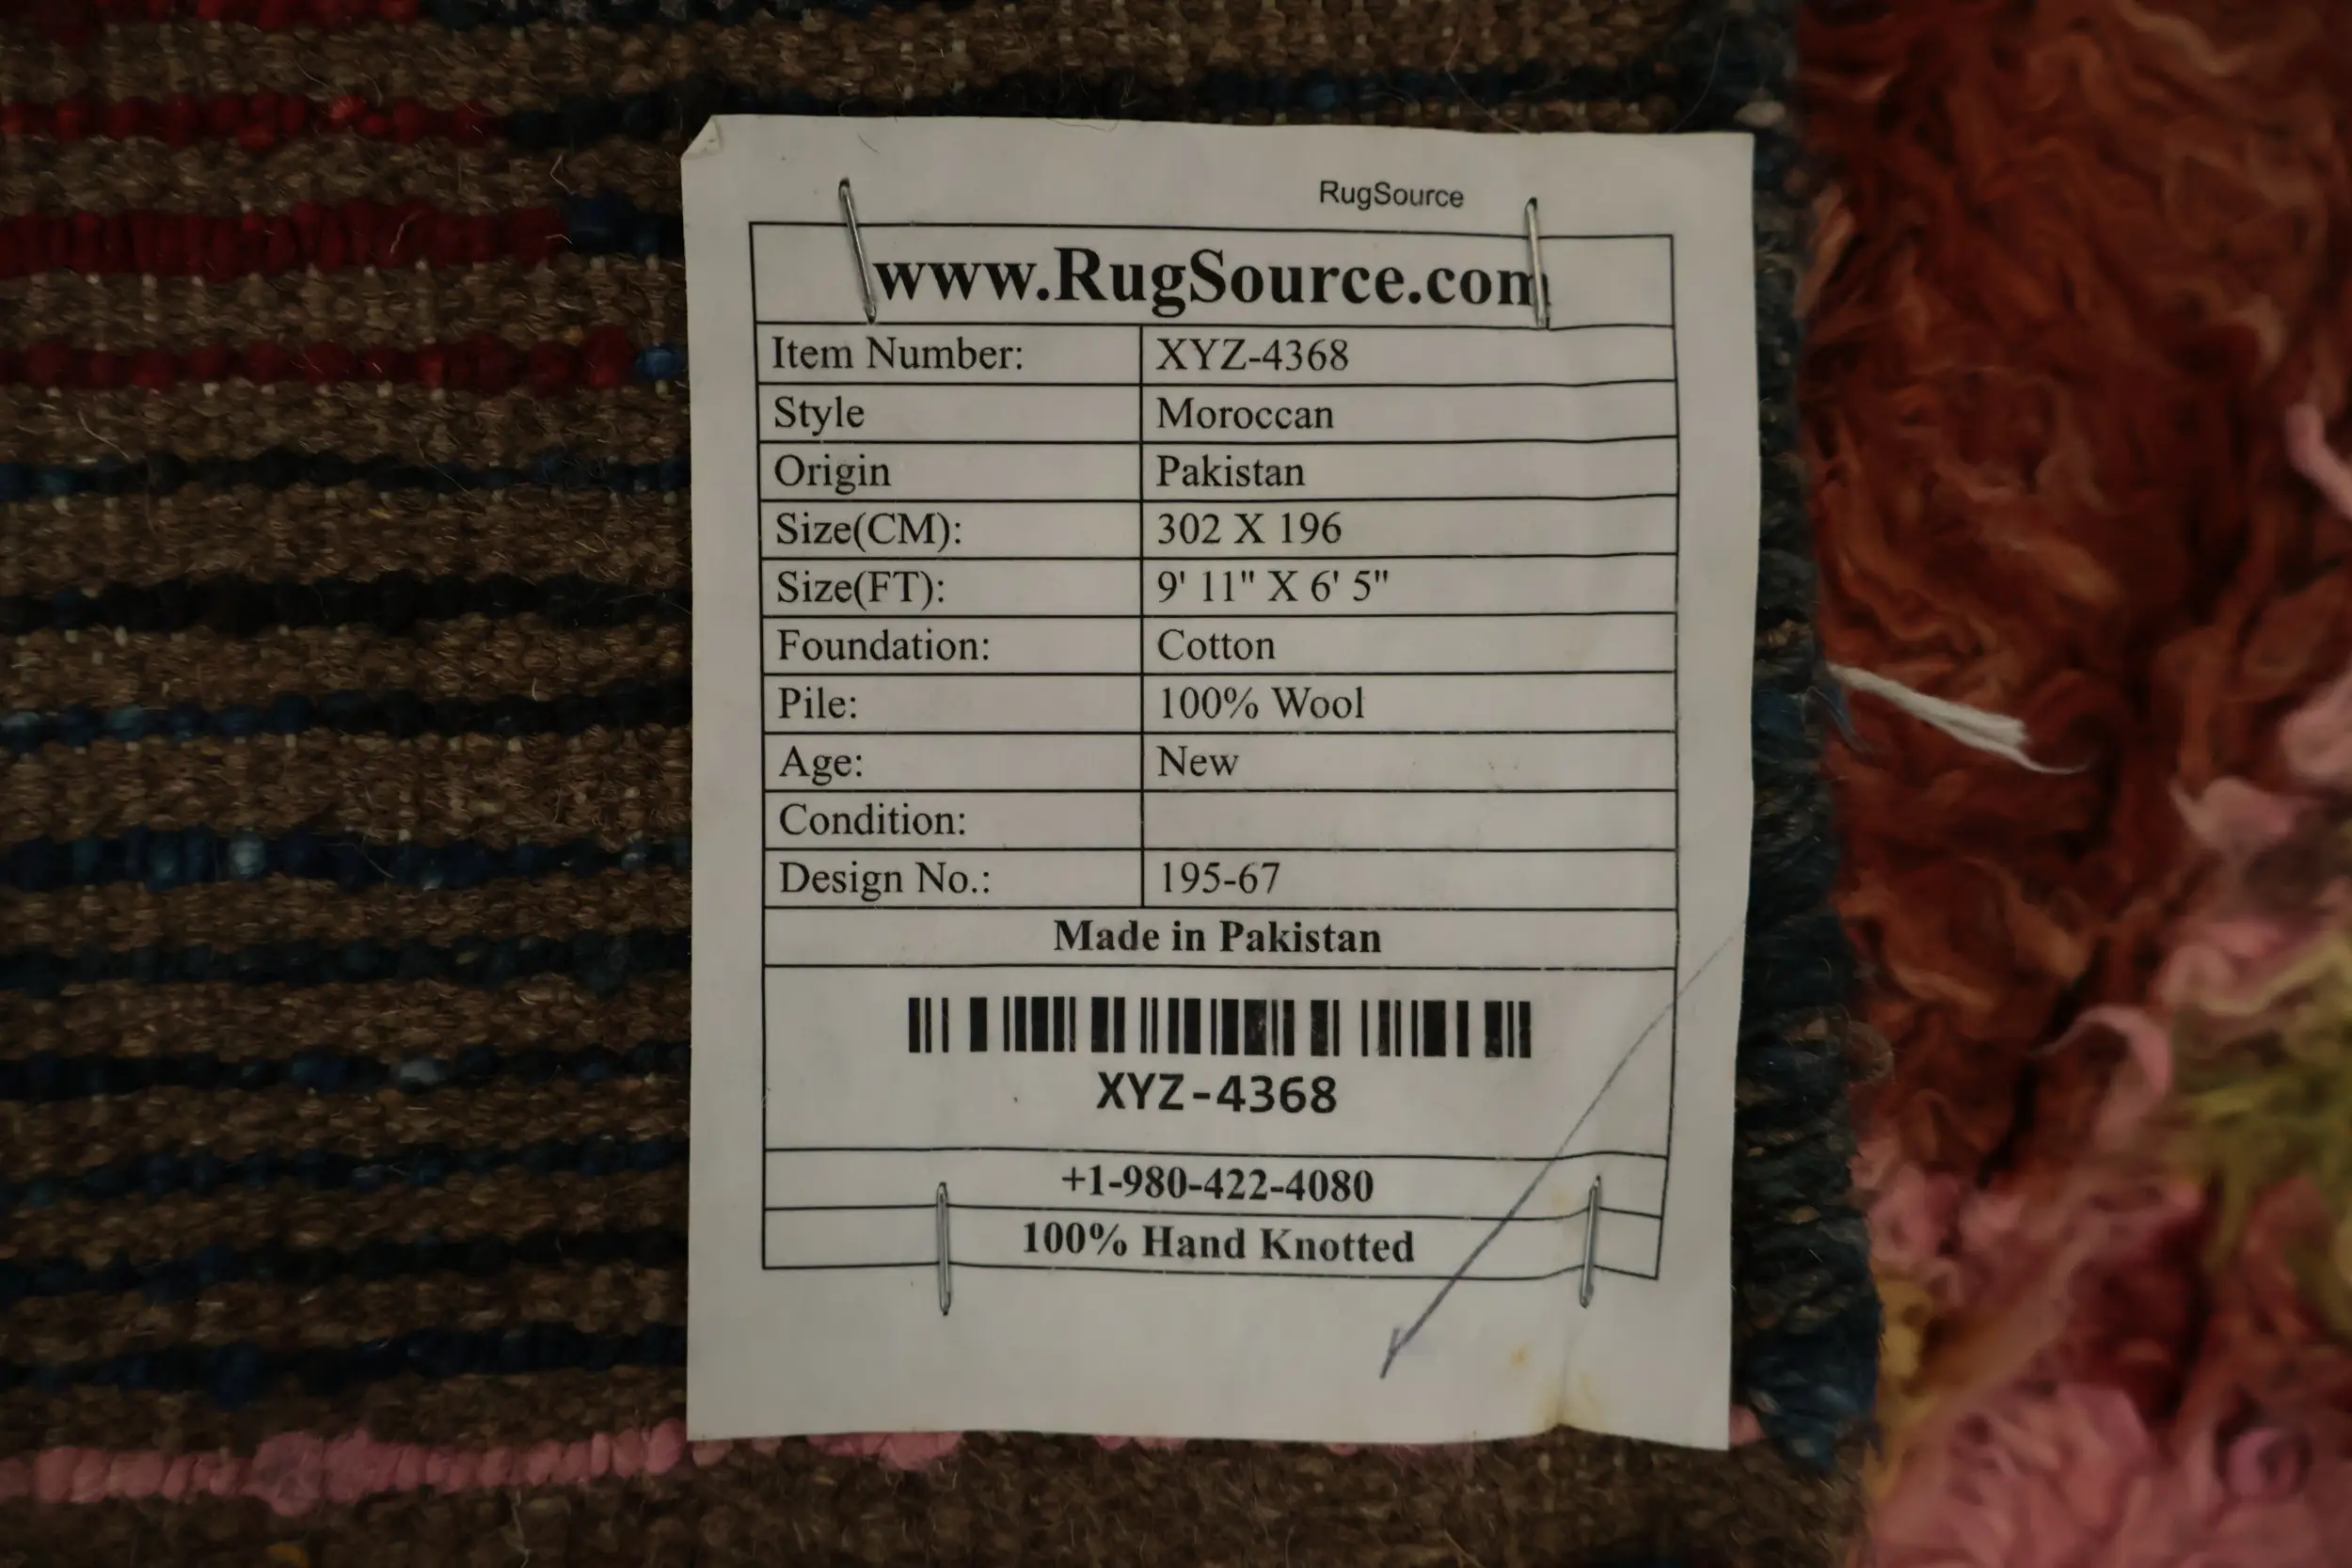 RugSource
www.RugSource.com
Item Number: XYZ-4368
Style Moroccan
Origin Pakistan
Size(CM): 302 X 196
Size(FT): 9' 11" X 6' 5"
Foundation: Cotton
Pile: 100% Wool
Age: New
Condition:
Design No.: 195-67
Made in Pakistan
XYZ-4368
+1-980-422-4080
100% Hand Knotted